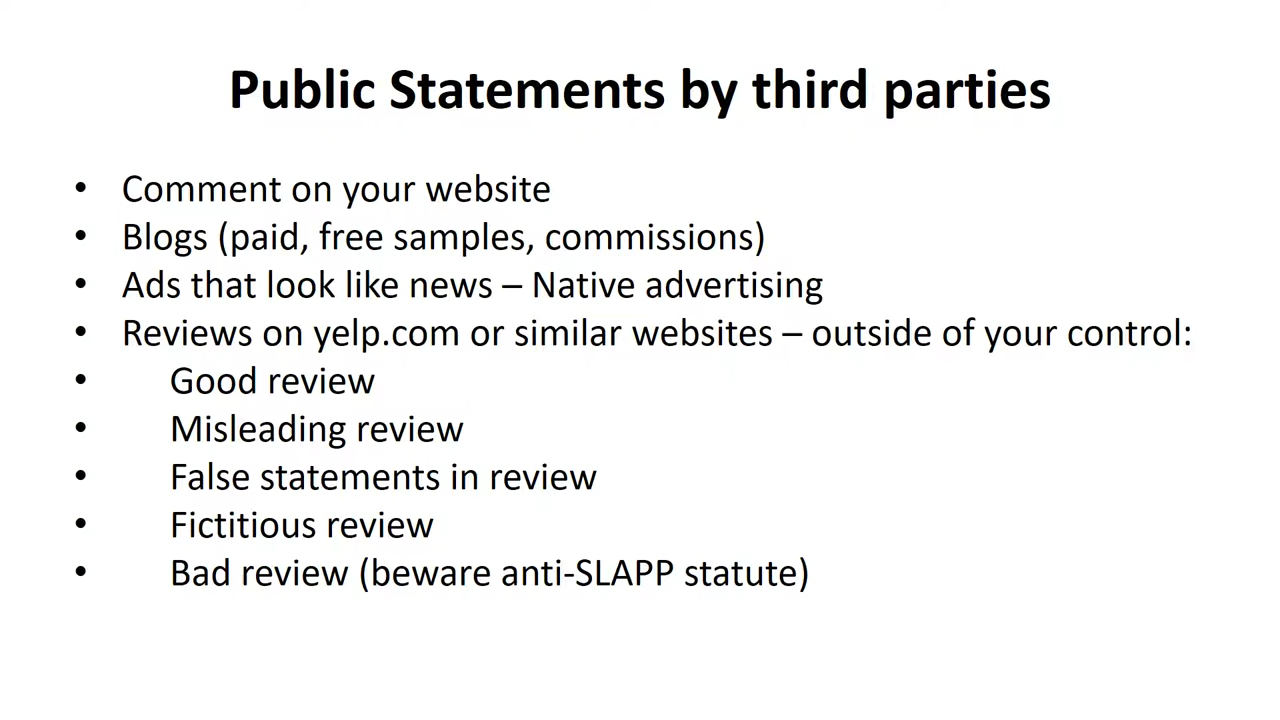 Public Statements by third parties
• Comment on your website
• Blogs (paid, free samples, commissions)
• Ads that look like news – Native advertising
• Reviews on yelp.com or similar websites – outside of your control:
• Good review
• Misleading review
• False statements in review
• Fictitious review
• Bad review (beware anti-SLAPP statute)